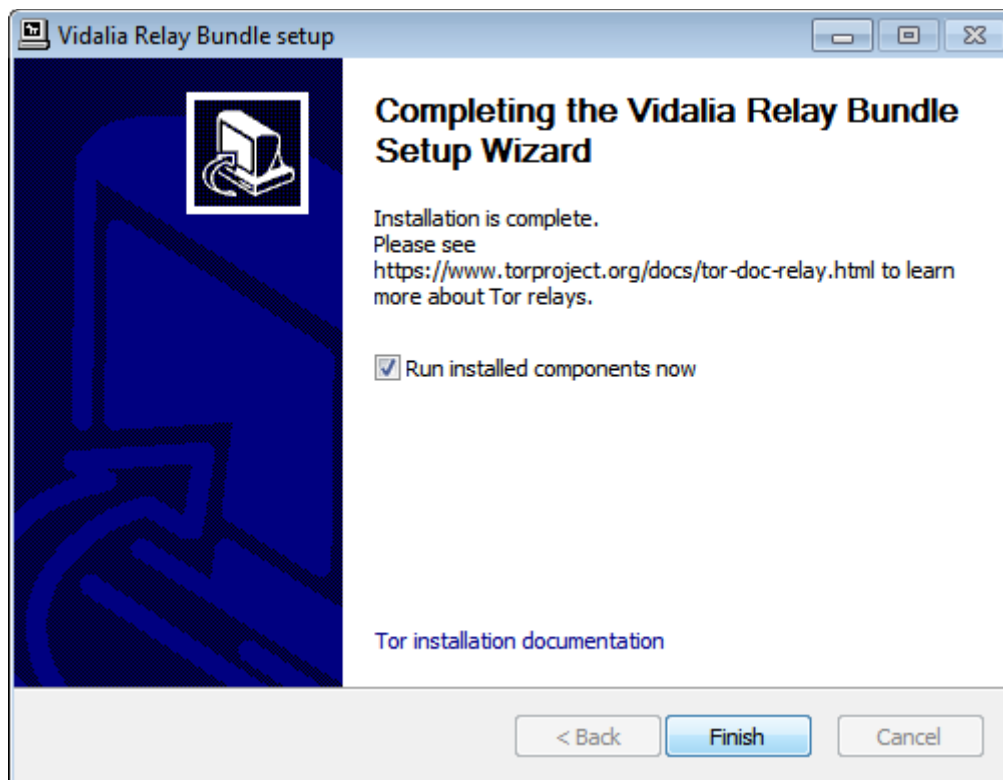 Vidalia Relay Bundle setup
Completing the Vidalia Relay Bundle
Setup Wizard
Installation is complete.
Please see
https://www.torproject.org/docs/tor-doc-relay.html to learn
more about Tor relays.
Run installed components now
Tor installation documentation
< Back
Finish
Cancel